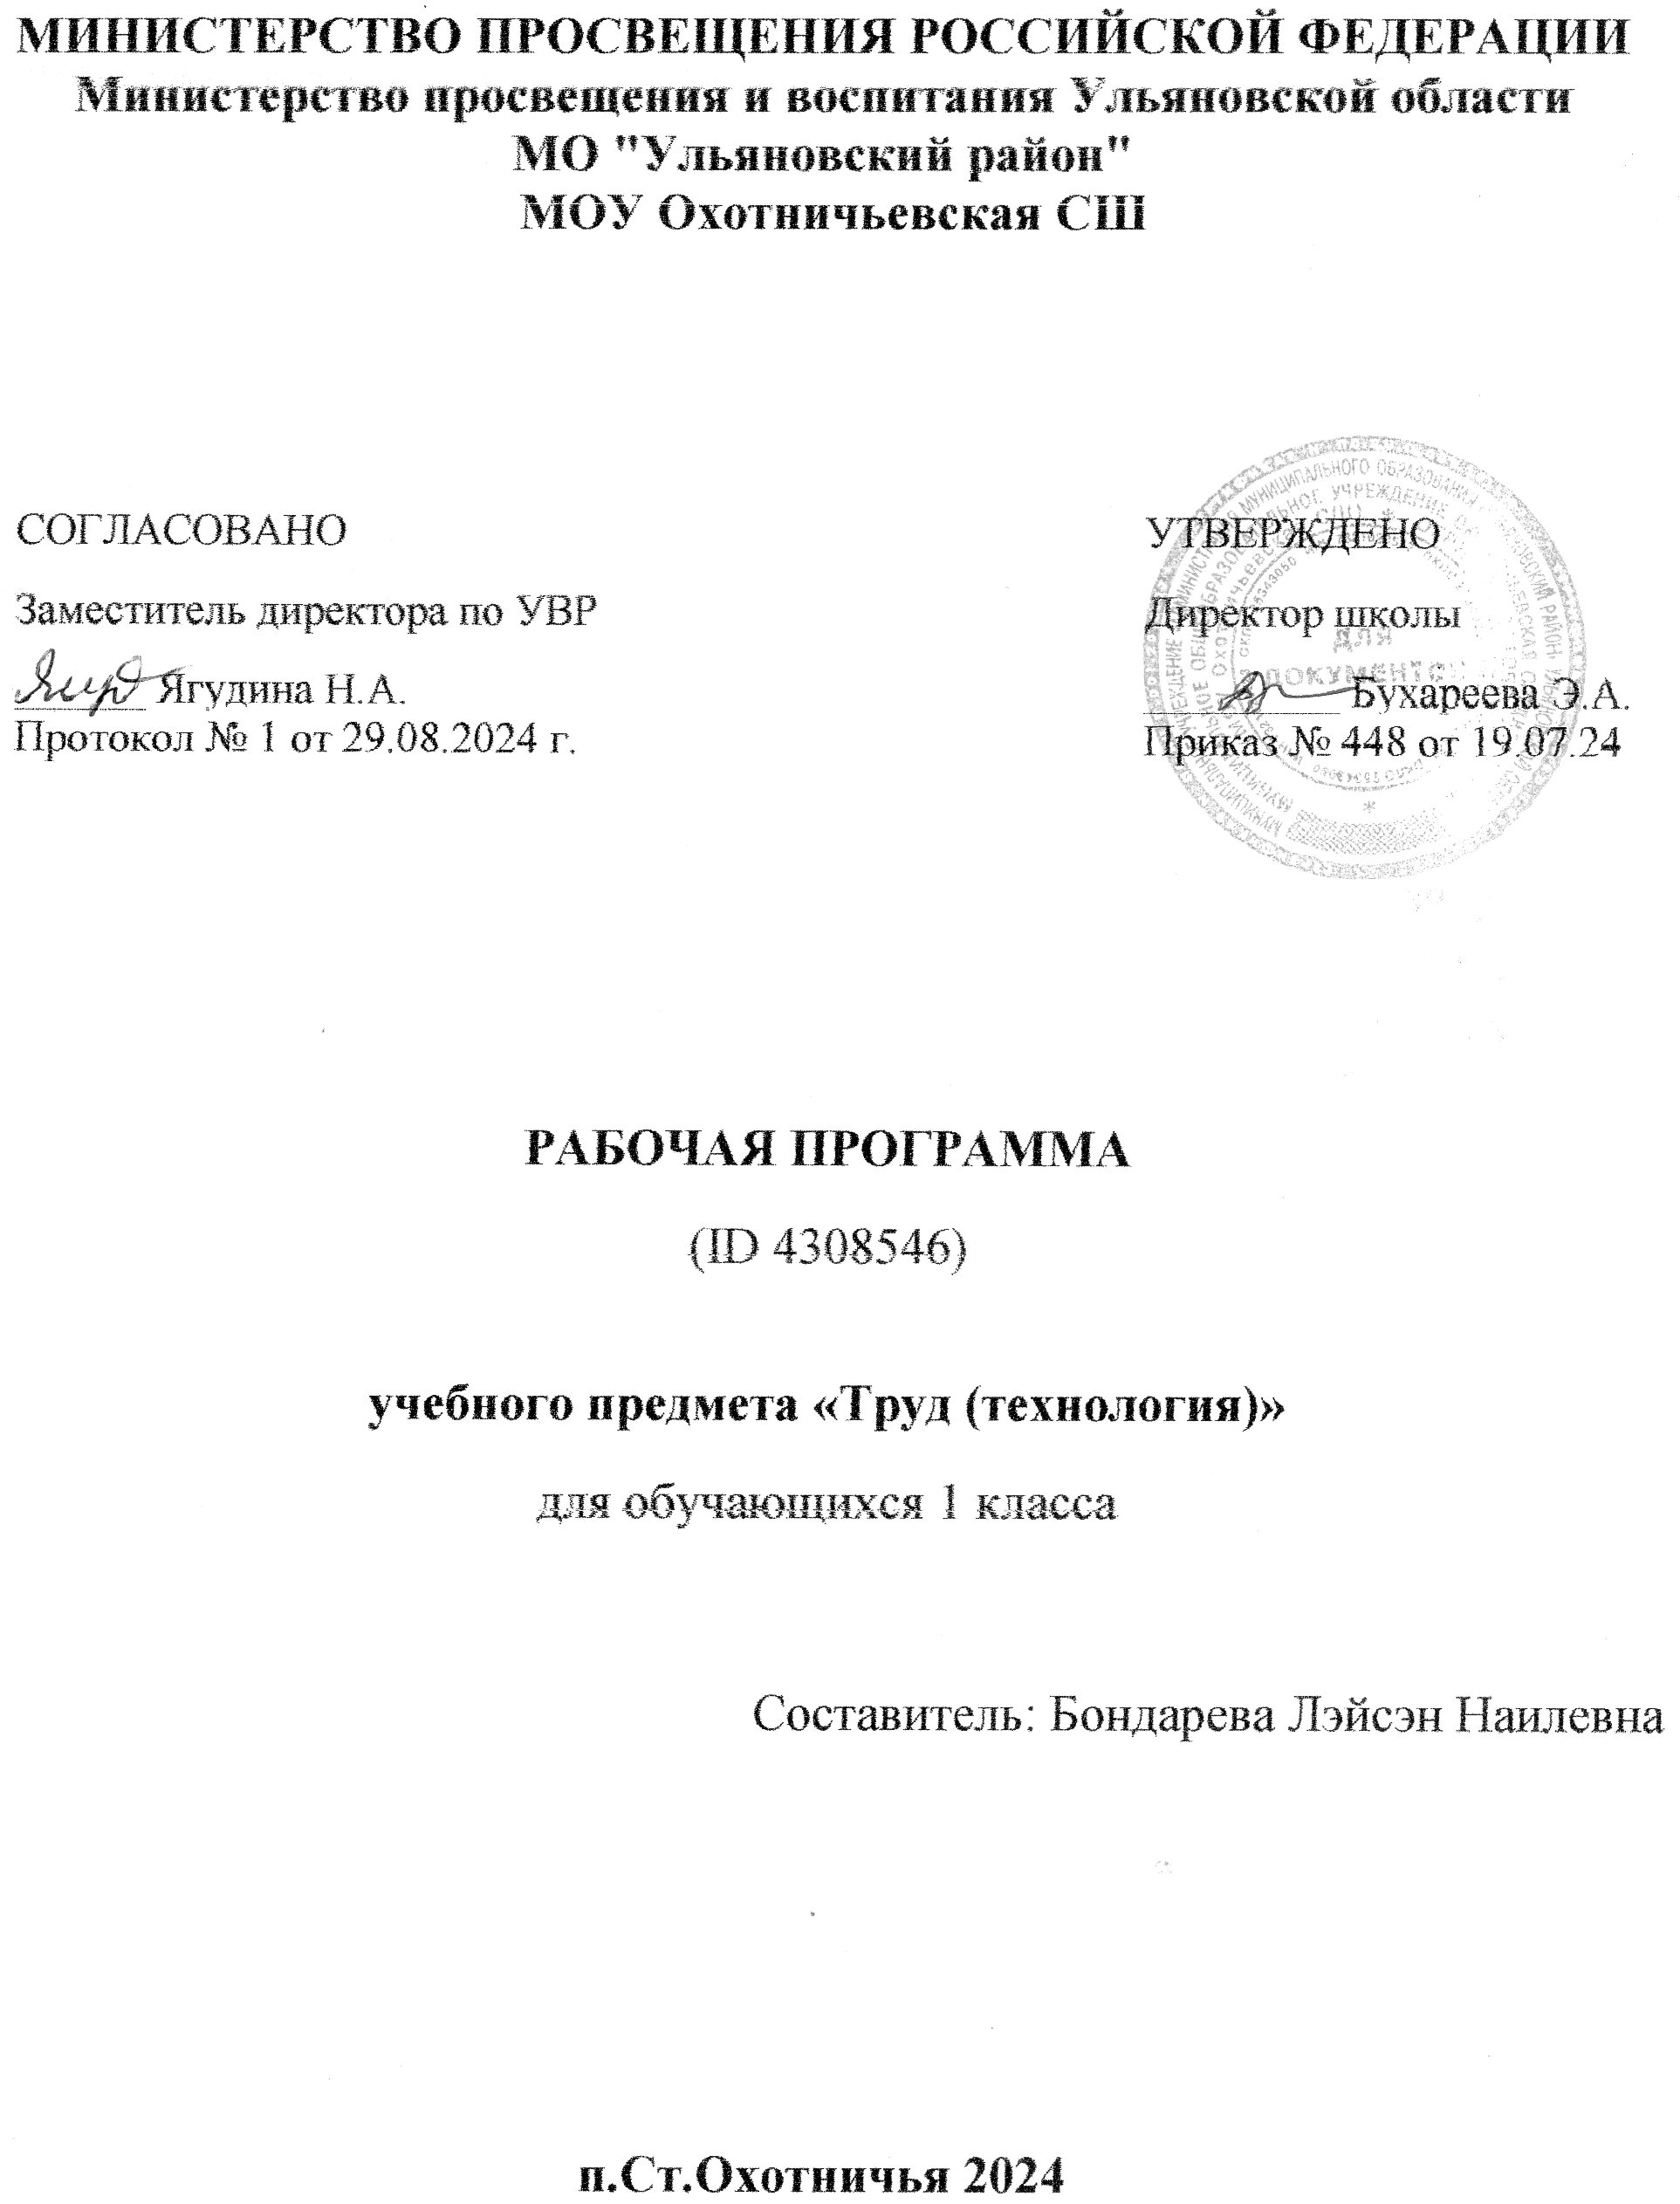 МИНИСТЕРСТВО ПРОСВЕЩЕНИЯ РОССИЙСКОЙ ФЕДЕРАЦИИ
Министерство просвещения и воспитания Ульяновской области
МО "Ульяновский район"
МОУ Охотничьевская СШ
СОГЛАСОВАНО
Заместитель директора по УВР
Ягудина Н.А.
Протокол № 1 от 29.08.2024 г.
УТВЕРЖДЕНО
Директор школы
Бухареева Э.А.
Приказ № 448 от 19.07.24
ДЛЯ
ДОКУМЕНТОВ
РАБОЧАЯ ПРОГРАММА
(ID 4308546)
учебного предмета «Труд (технология)»
для обучающихся 1 класса
Составитель: Бондарева Лэйсэн Наилевна
п.Ст.Охотничья 2024